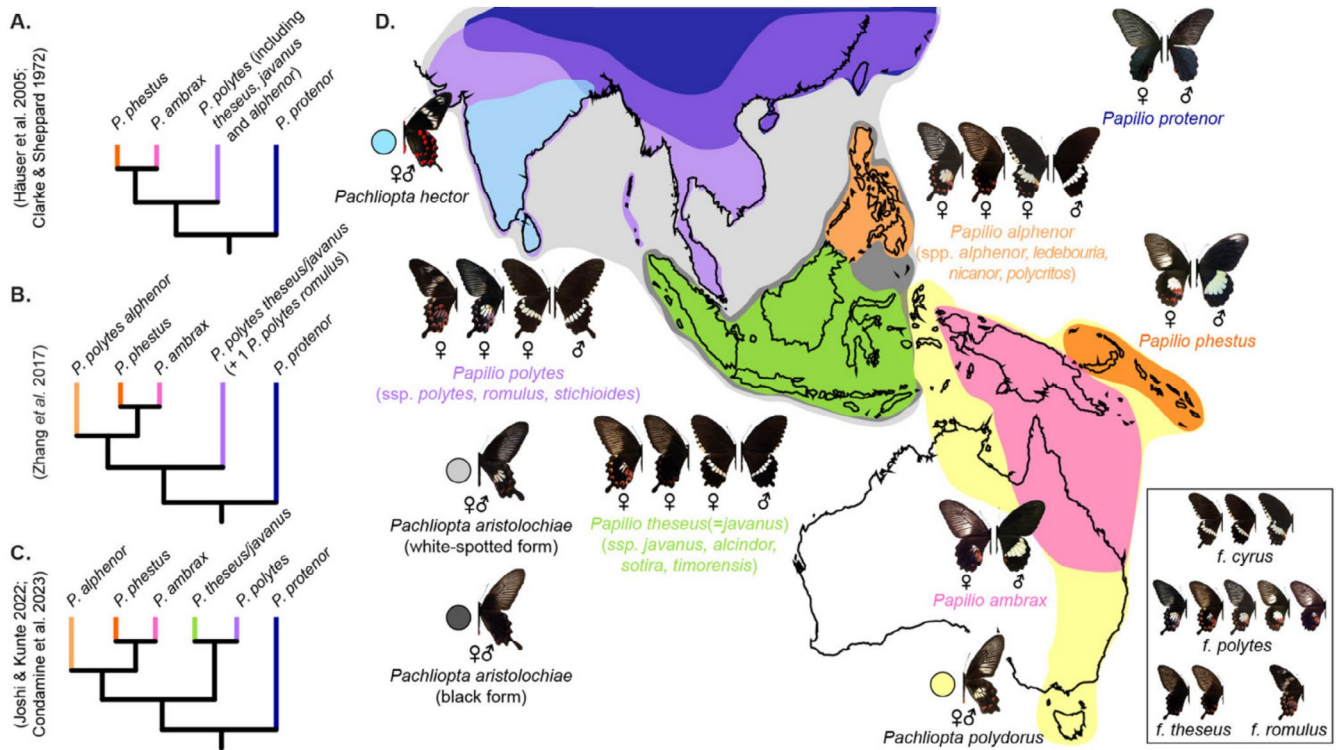 A.
(Häuser et al. 2005;
Clarke & Sheppard 1972)
P. phestus
P. ambrax
P. polytes (including
theseus, javanus
and alphenor)
P. protenor
B.
(Zhang et al. 2017)
P. polytes alphenor
P. phestus
P. ambrax
P. polytes theseus/javanus
(+ 1 P. polytes romulus)
P. protenor
C.
(Joshi & Kunte 2022;
Condamine et al. 2023)
P. alphenor
P. phestus
P. ambrax
P. theseus/javanus
P. polytes
P. protenor
D.
♀♂
Pachliopta hector
♀ ♂
Papilio protenor
♀ ♀ ♀ ♂
Papilio alphenor
(spp. alphenor, ledebouria,
nicanor, polycritos)
♀ ♂
Papilio phestus
♀ ♀ ♀ ♂
Papilio polytes
(ssp. polytes, romulus, stichioides)
♀♂
Pachliopta aristolochiae
(white-spotted form)
♀ ♀ ♀ ♂
Papilio theseus(=javanus)
(ssp. javanus, alcindor,
sotira, timorensis)
♀♂
Pachliopta aristolochiae
(black form)
♀ ♂
Papilio ambrax
♀♂
Pachliopta polydorus
f. cyrus
f. polytes
f. theseus
f. romulus